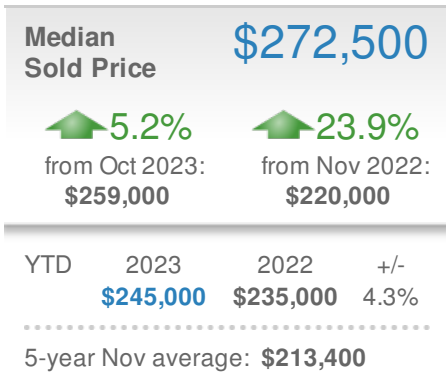 Median
Sold Price
$272,500
5.2%
from Oct 2023:
$259,000
23.9%
from Nov 2022:
$220,000
YTD 2023 2022 +/-
$245,000 $235,000 4.3%
5-year Nov average: $213,400